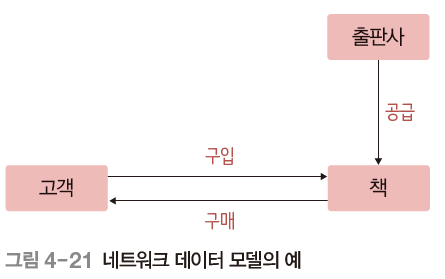 출판사
공급
구입
고객
책
구매
그림 4-21 네트워크 데이터 모델의 예